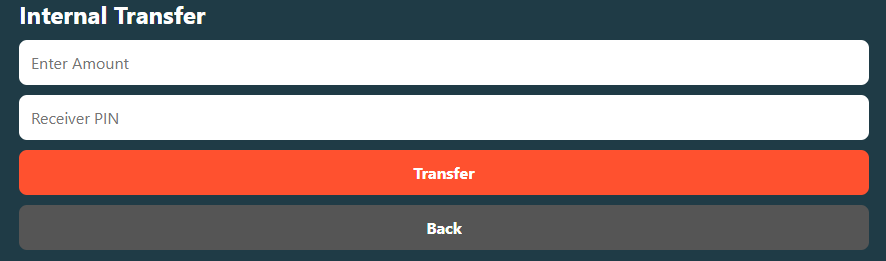 Internal Transfer
Enter Amount
Receiver PIN
Transfer
Back